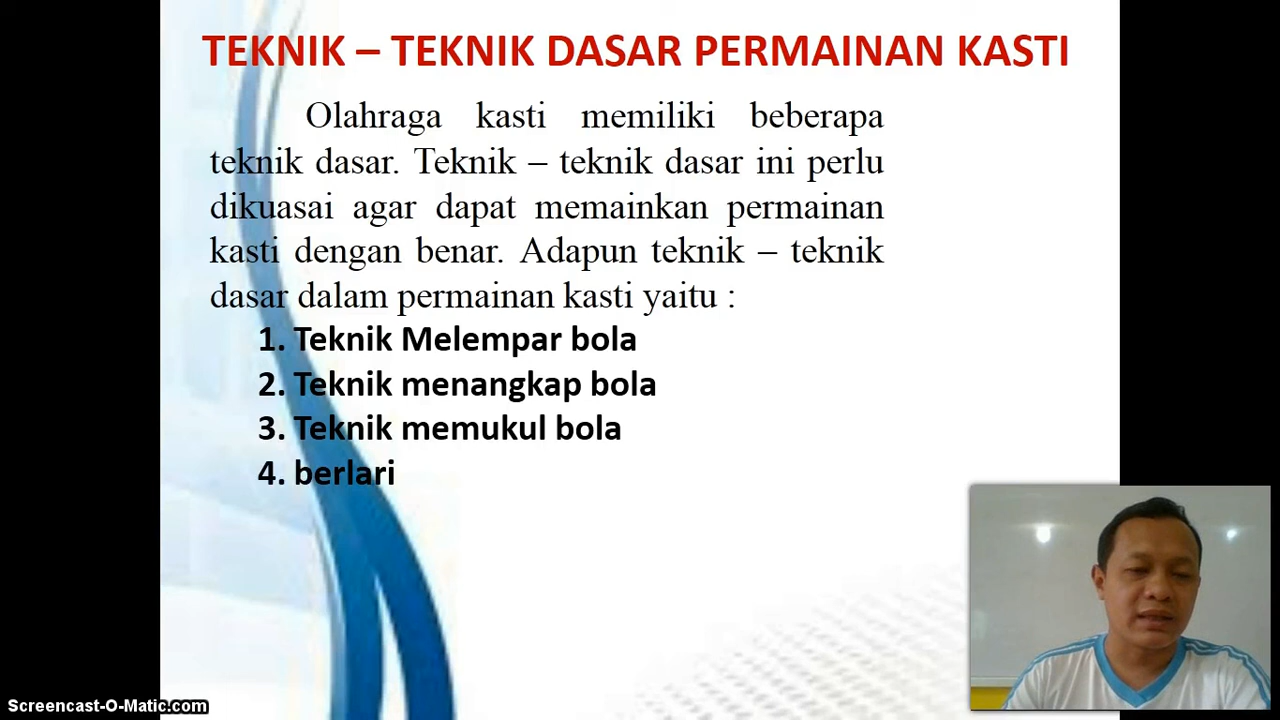 TEKNIK – TEKNIK DASAR PERMAINAN KASTI
Olahraga kasti memiliki beberapa
teknik dasar. Teknik – teknik dasar ini perlu
dikuasai agar dapat memainkan permainan
kasti dengan benar. Adapun teknik – teknik
dasar dalam permainan kasti yaitu :
1. Teknik Melempar bola
2. Teknik menangkap bola
3. Teknik memukul bola
4. berlari
Screencast-O-Matic.com